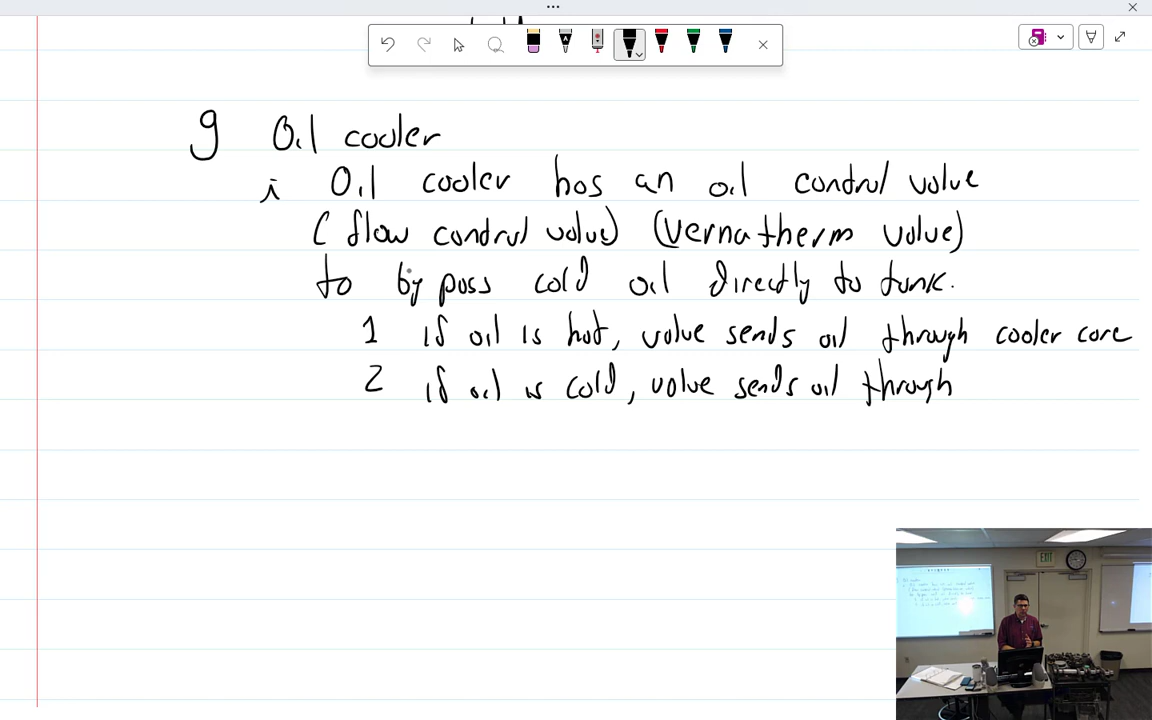 g Oil cooler
i Oil cooler has an oil control valve
(flow control valve) (Vernatherm valve)
to bypass cold oil directly to tank.
1 if oil is hot, valve sends oil through cooler core
2 if oil is cold, valve sends oil through
EXIT